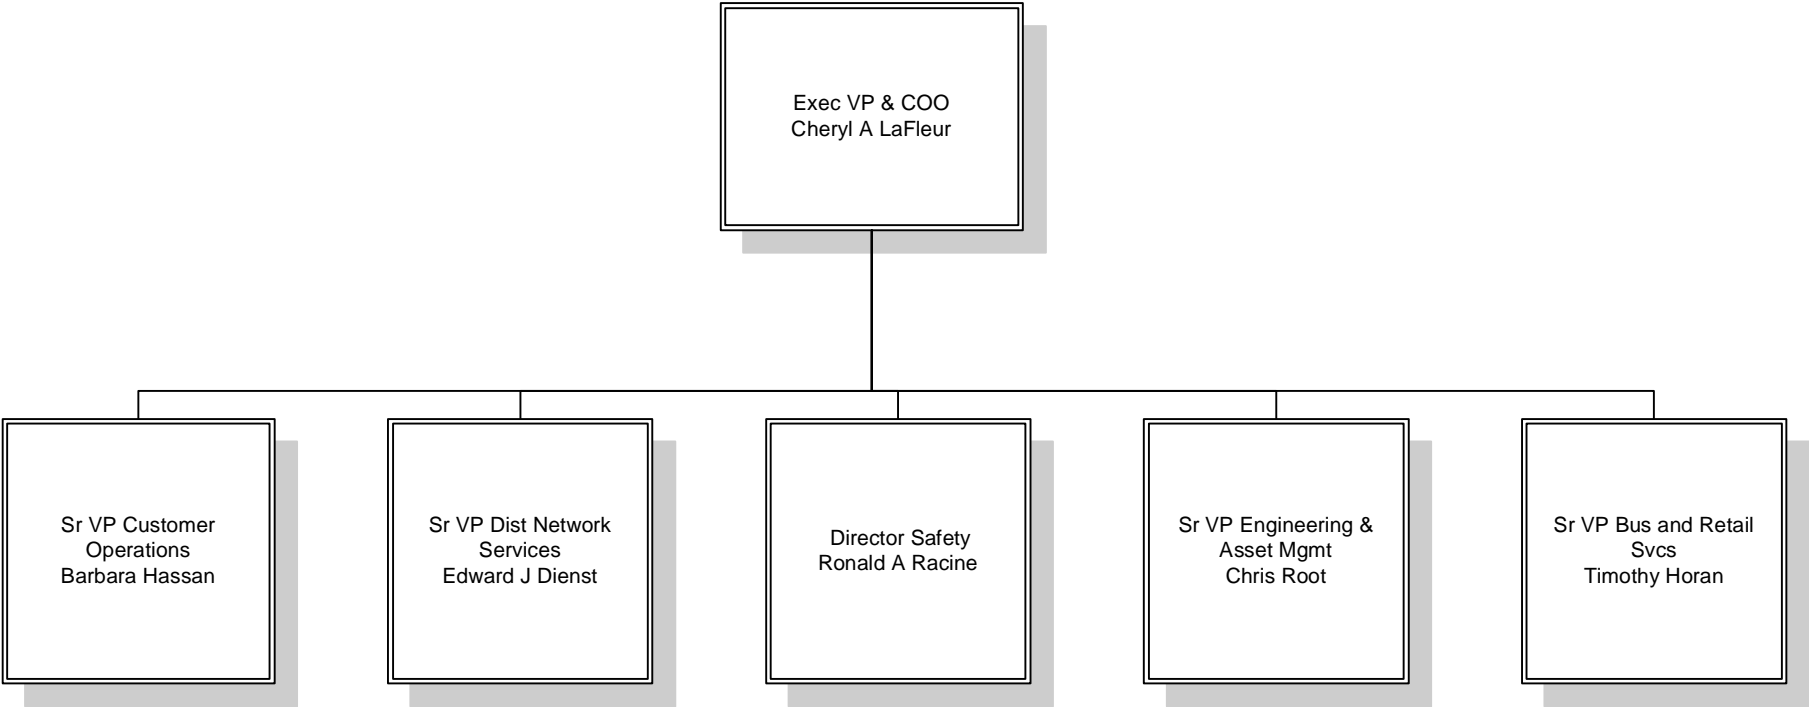 Exec VP & COO
Cheryl A LaFleur
Sr VP Customer
Operations
Barbara Hassan
Sr VP Dist Network
Services
Edward J Dienst
Director Safety
Ronald A Racine
Sr VP Engineering &
Asset Mgmt
Chris Root
Sr VP Bus and Retail
Svcs
Timothy Horan